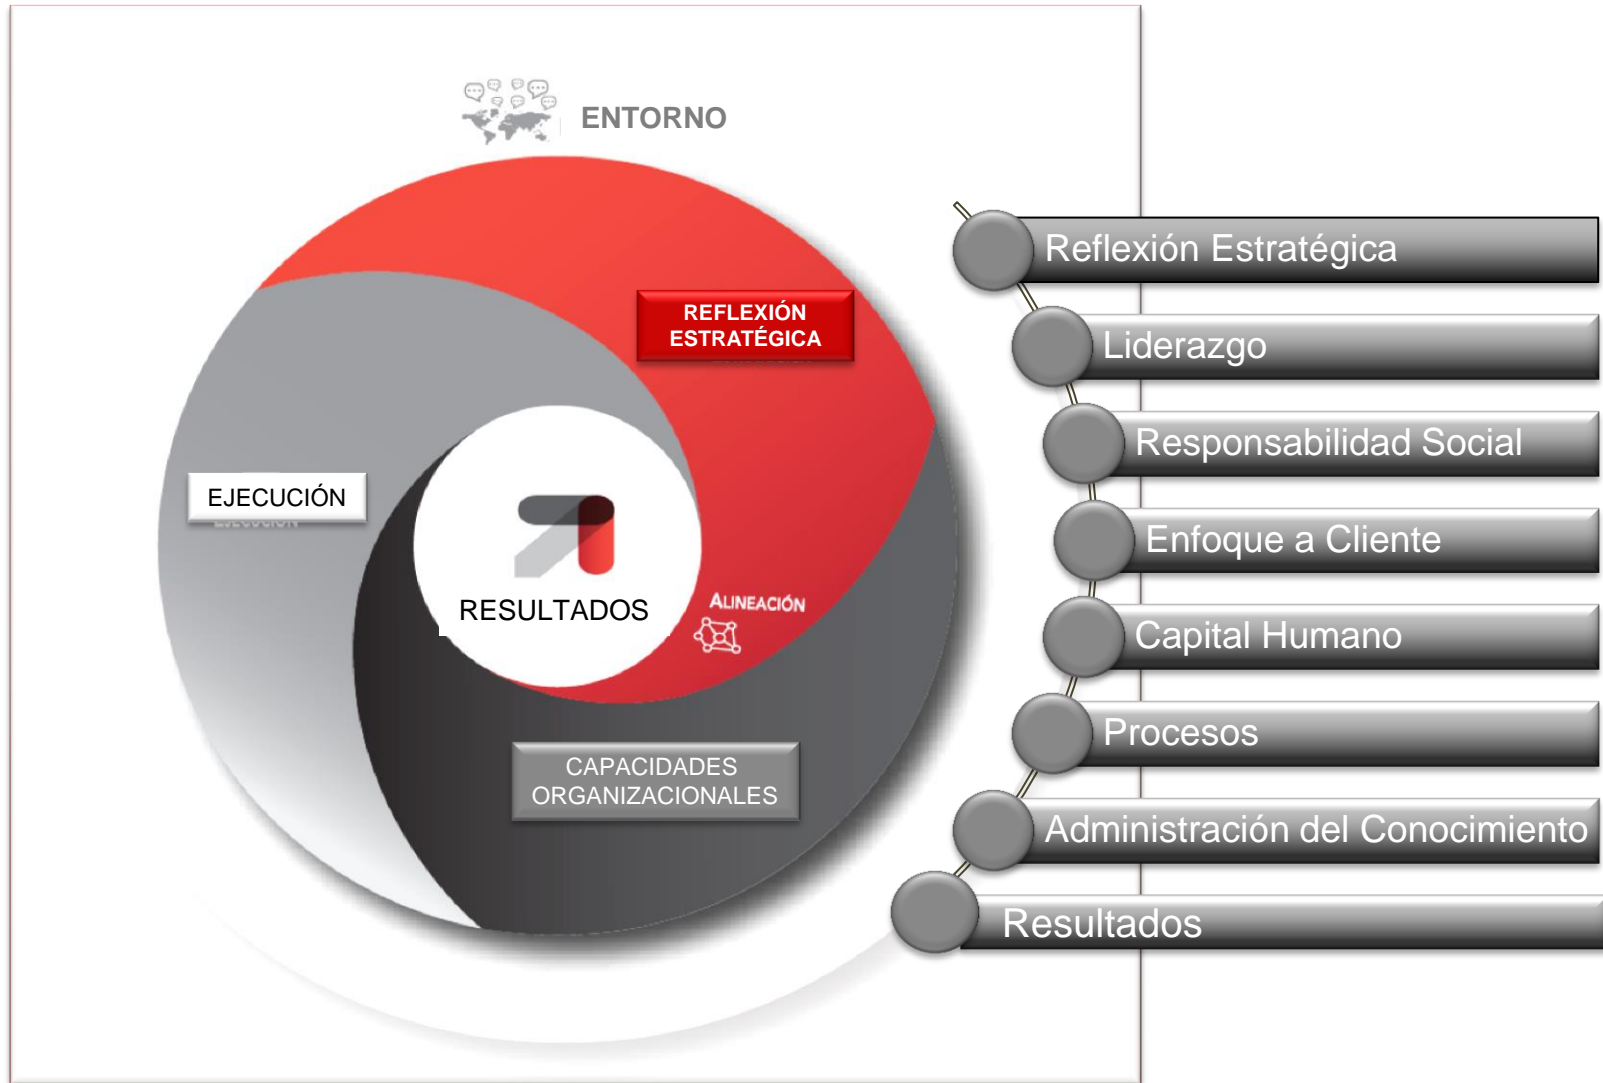 ENTORNO
REFLEXIÓN
ESTRATÉGICA
EJECUCIÓN
RESULTADOS
ALINEACIÓN
CAPACIDADES
ORGANIZACIONALES
Reflexión Estratégica
Liderazgo
Responsabilidad Social
Enfoque a Cliente
Capital Humano
Procesos
Administración del Conocimiento
Resultados